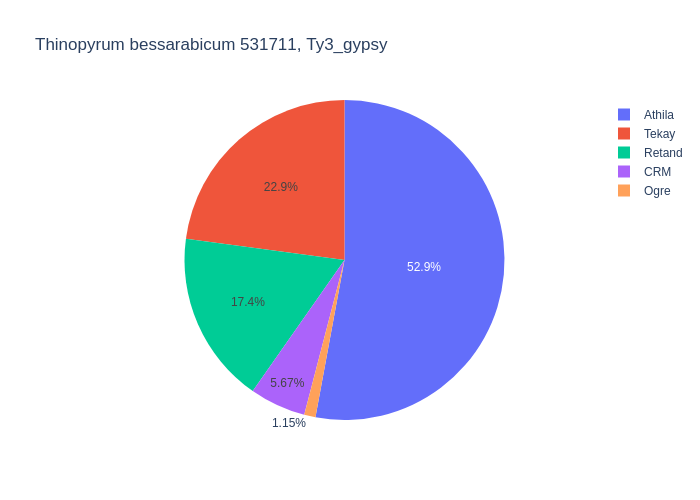 Thinopyrum bessarabicum 531711, Ty3_gypsy
Athila
Tekay
Retand
CRM
Ogre
22.9%
52.9%
17.4%
5.67%
1.15%